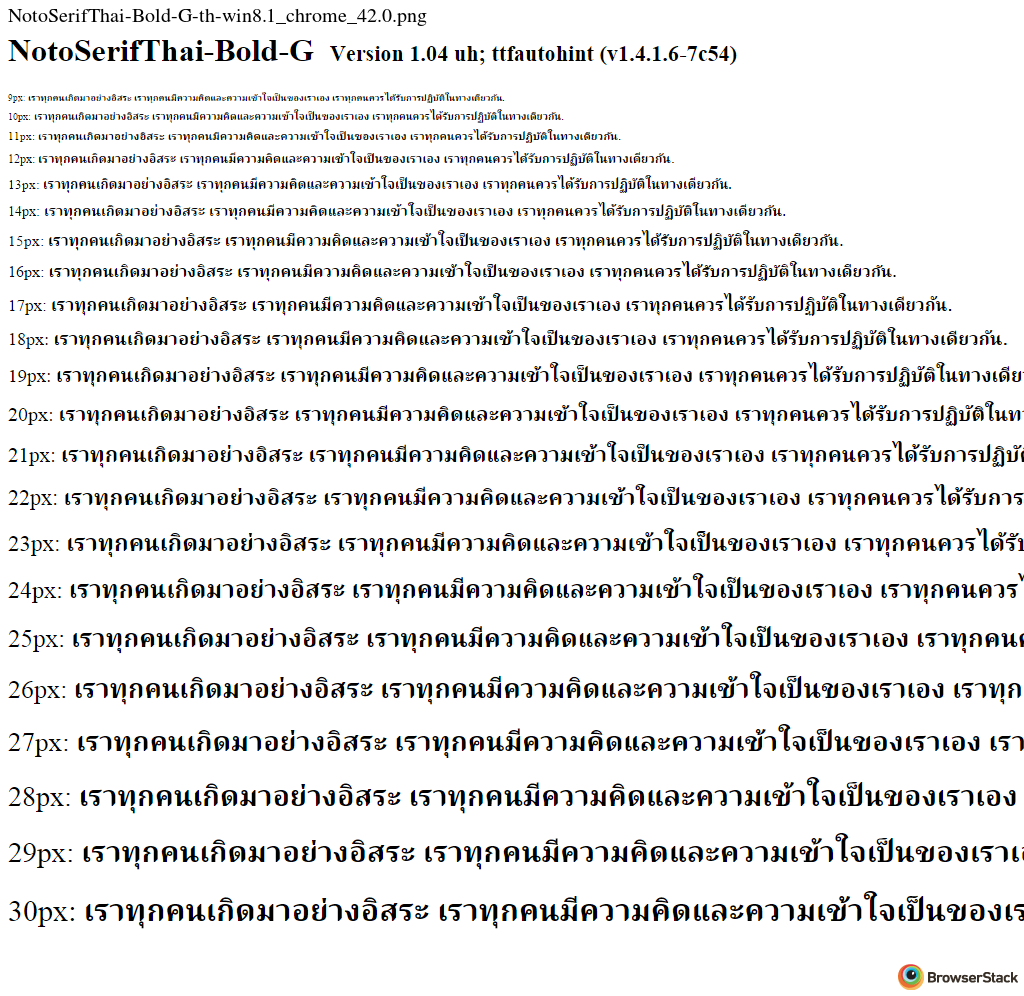 NotoSerifThai-Bold-G-th-win8.1_chrome_42.0.png
NotoSerifThai-Bold-G Version 1.04 uh; ttfautohint (v1.4.1.6-7c54)
9px: เราทุกคนเกิดมาอย่างอิสระ เราทุกคนมีความคิดและความเข้าใจเป็นของเราเอง เราทุกคนควรได้รับการปฏิบัติในทางเดียวกัน.
10px: เราทุกคนเกิดมาอย่างอิสระ เราทุกคนมีความคิดและความเข้าใจเป็นของเราเอง เราทุกคนควรได้รับการปฏิบัติในทางเดียวกัน.
11px: เราทุกคนเกิดมาอย่างอิสระ เราทุกคนมีความคิดและความเข้าใจเป็นของเราเอง เราทุกคนควรได้รับการปฏิบัติในทางเดียวกัน.
12px: เราทุกคนเกิดมาอย่างอิสระ เราทุกคนมีความคิดและความเข้าใจเป็นของเราเอง เราทุกคนควรได้รับการปฏิบัติในทางเดียวกัน.
13px: เราทุกคนเกิดมาอย่างอิสระ เราทุกคนมีความคิดและความเข้าใจเป็นของเราเอง เราทุกคนควรได้รับการปฏิบัติในทางเดียวกัน.
14px: เราทุกคนเกิดมาอย่างอิสระ เราทุกคนมีความคิดและความเข้าใจเป็นของเราเอง เราทุกคนควรได้รับการปฏิบัติในทางเดียวกัน.
15px: เราทุกคนเกิดมาอย่างอิสระ เราทุกคนมีความคิดและความเข้าใจเป็นของเราเอง เราทุกคนควรได้รับการปฏิบัติในทางเดียวกัน.
16px: เราทุกคนเกิดมาอย่างอิสระ เราทุกคนมีความคิดและความเข้าใจเป็นของเราเอง เราทุกคนควรได้รับการปฏิบัติในทางเดียวกัน.
17px: เราทุกคนเกิดมาอย่างอิสระ เราทุกคนมีความคิดและความเข้าใจเป็นของเราเอง เราทุกคนควรได้รับการปฏิบัติในทางเดียวกัน.
18px: เราทุกคนเกิดมาอย่างอิสระ เราทุกคนมีความคิดและความเข้าใจเป็นของเราเอง เราทุกคนควรได้รับการปฏิบัติในทางเดียวกัน.
19px: เราทุกคนเกิดมาอย่างอิสระ เราทุกคนมีความคิดและความเข้าใจเป็นของเราเอง เราทุกคนควรได้รับการปฏิบัติในทางเดีย
20px: เราทุกคนเกิดมาอย่างอิสระ เราทุกคนมีความคิดและความเข้าใจเป็นของเราเอง เราทุกคนควรได้รับการปฏิบัติในท
21px: เราทุกคนเกิดมาอย่างอิสระ เราทุกคนมีความคิดและความเข้าใจเป็นของเราเอง เราทุกคนควรได้รับการปฏิบัติ
22px: เราทุกคนเกิดมาอย่างอิสระ เราทุกคนมีความคิดและความเข้าใจเป็นของเราเอง เราทุกคนควรได้รับการ
23px: เราทุกคนเกิดมาอย่างอิสระ เราทุกคนมีความคิดและความเข้าใจเป็นของเราเอง เราทุกคนควรได้รับ
24px: เราทุกคนเกิดมาอย่างอิสระ เราทุกคนมีความคิดและความเข้าใจเป็นของเราเอง เราทุกคนควร
25px: เราทุกคนเกิดมาอย่างอิสระ เราทุกคนมีความคิดและความเข้าใจเป็นของเราเอง เราทุกคน
26px: เราทุกคนเกิดมาอย่างอิสระ เราทุกคนมีความคิดและความเข้าใจเป็นของเราเอง เราทุก
27px: เราทุกคนเกิดมาอย่างอิสระ เราทุกคนมีความคิดและความเข้าใจเป็นของเราเอง เรา
28px: เราทุกคนเกิดมาอย่างอิสระ เราทุกคนมีความคิดและความเข้าใจเป็นของเราเอง
29px: เราทุกคนเกิดมาอย่างอิสระ เราทุกคนมีความคิดและความเข้าใจเป็นของเราเ
30px: เราทุกคนเกิดมาอย่างอิสระ เราทุกคนมีความคิดและความเข้าใจเป็นของเร
BrowserStack